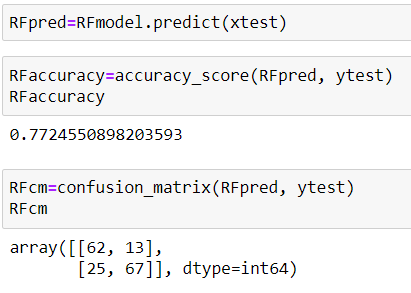 RFpred=RFmodel.predict(xtest)
RFaccuracy=accuracy_score(RFpred, ytest)
RFaccuracy
0.7724550898203593
RFcm=confusion_matrix(RFpred, ytest)
RFcm
array([[62, 13],
       [25, 67]], dtype=int64)